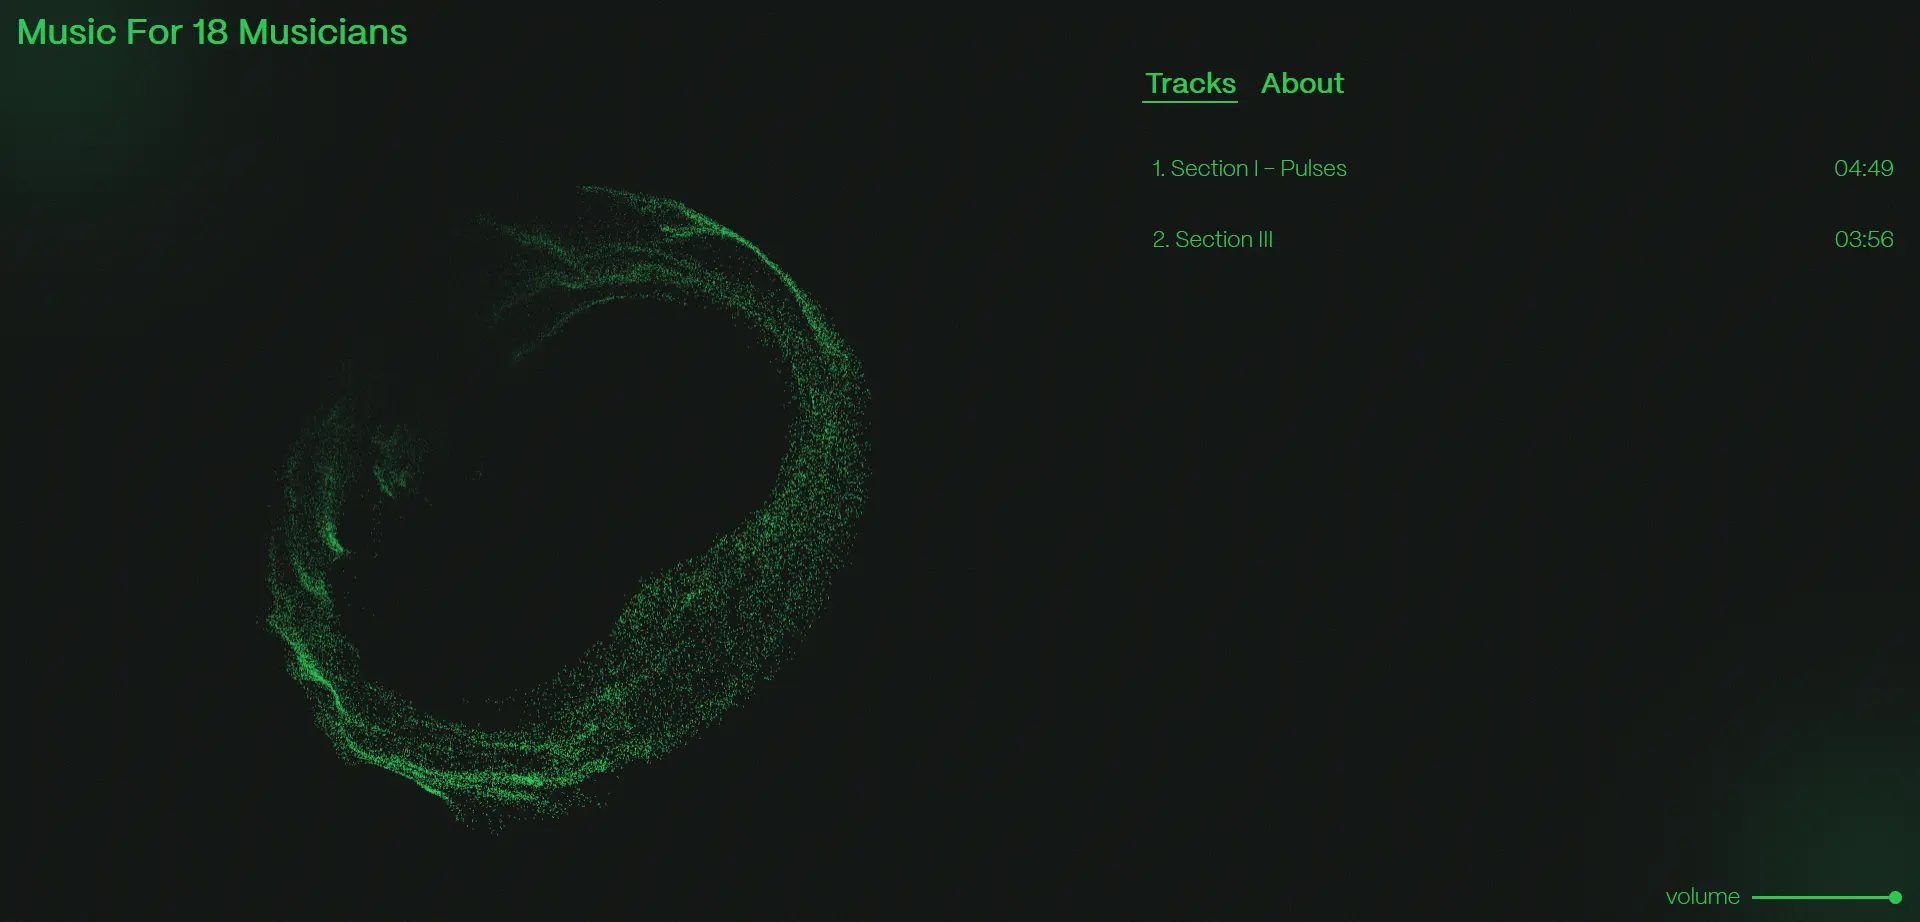 Music For 18 Musicians
Tracks About
1. Section I – Pulses 04:49
2. Section III 03:56
volume